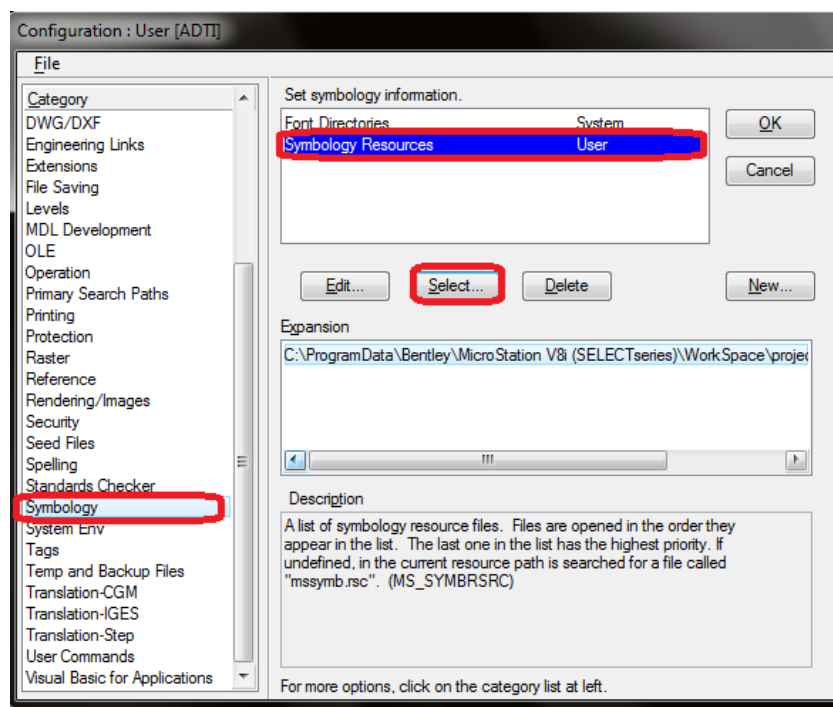 Configuration : User [ADTI]
File
Category
DWG/DXF
Engineering Links
Extensions
File Saving
Levels
MDL Development
OLE
Operation
Primary Search Paths
Printing
Protection
Raster
Reference
Rendering/Images
Security
Seed Files
Spelling
Standards Checker
Symbology
System Env
Tags
Temp and Backup Files
Translation-CGM
Translation-IGES
Translation-Step
User Commands
Visual Basic for Applications
Set symbology information.
Font Directories System
Symbology Resources User
OK
Cancel
Edit... Select... Delete New...
Expansion
C:\ProgramData\Bentley\MicroStation V8i (SELECTseries)\WorkSpace\projec
Description
A list of symbology resource files. Files are opened in the order they
appear in the list. The last one in the list has the highest priority. If
undefined, in the current resource path is searched for a file called
"mssymb.rsc". (MS_SYMBRSRC)
For more options, click on the category list at left.